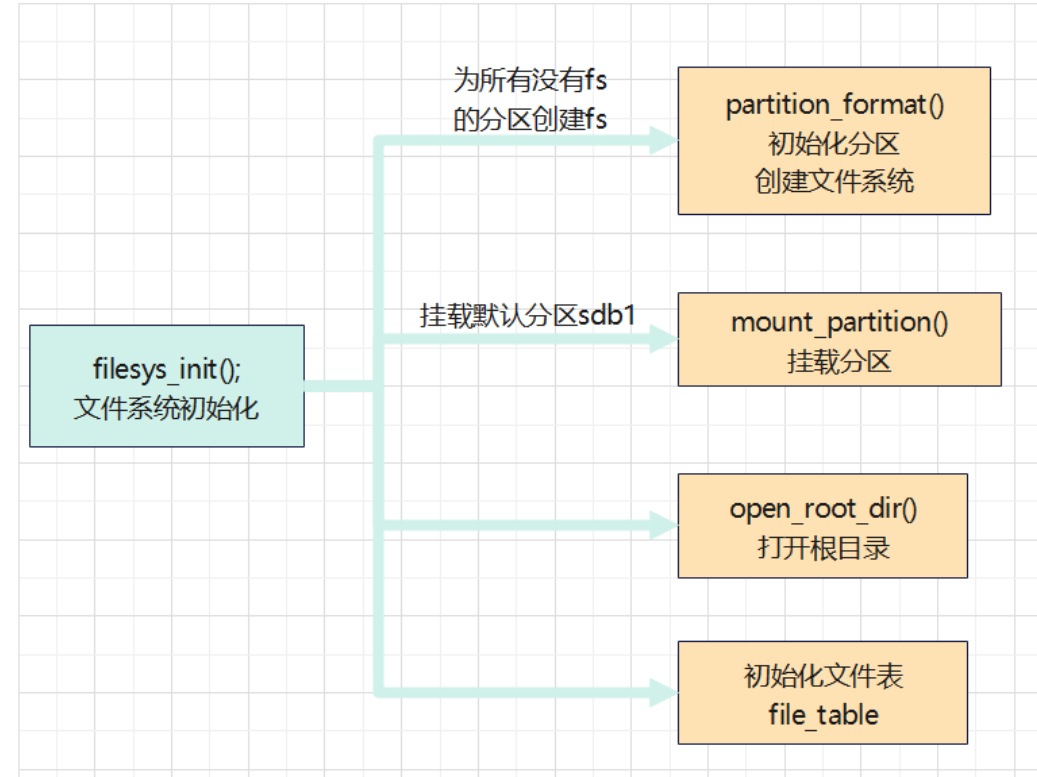 为所有没有fs
的分区创建fs
partition_format()
初始化分区
创建文件系统
挂载默认分区sdb1
mount_partition()
挂载分区
filesys_init();
文件系统初始化
open_root_dir()
打开根目录
初始化文件表
file_table